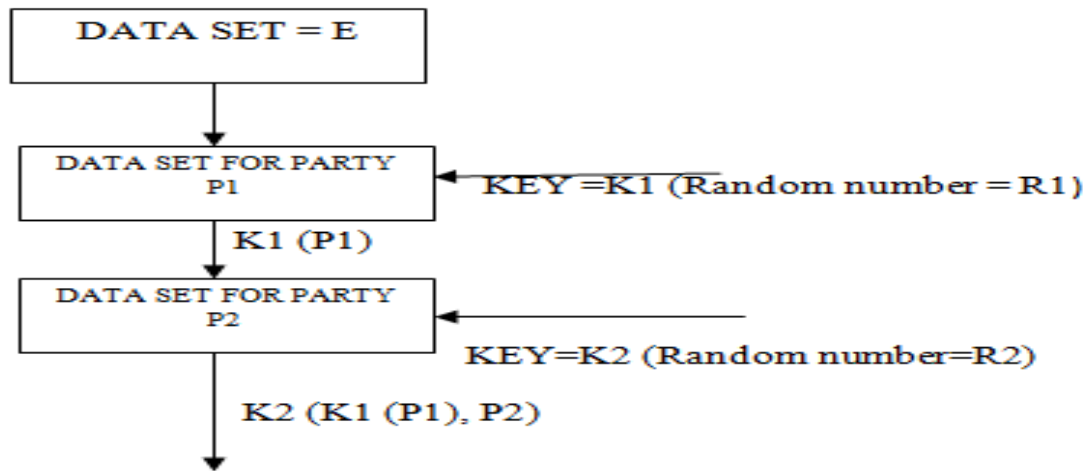 DATA SET = E
DATA SET FOR PARTY
P1
KEY =K1 (Random number = R1)
K1 (P1)
DATA SET FOR PARTY
P2
KEY=K2 (Random number=R2)
K2 (K1 (P1), P2)